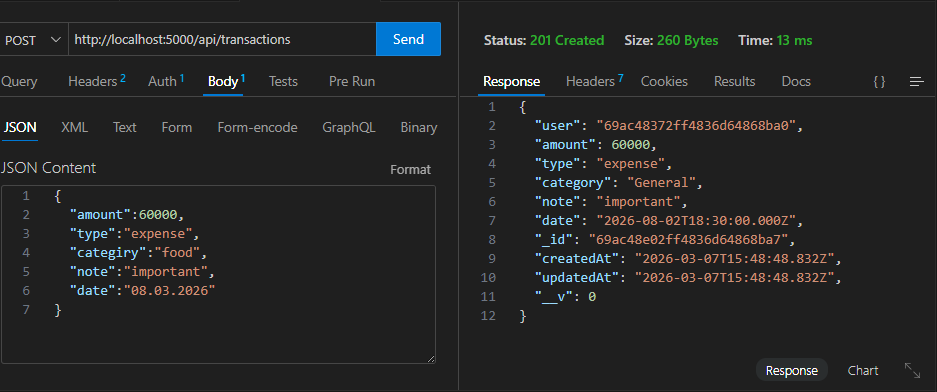 POST http://localhost:5000/api/transactions Send
Query Headers 2 Auth 1 Body 1 Tests Pre Run
JSON XML Text Form Form-encode GraphQL Binary
JSON Content Format
1 {
2 "amount":60000,
3 "type":"expense",
4 "categiry":"food",
5 "note":"important",
6 "date":"08.03.2026"
7 }
Status: 201 Created Size: 260 Bytes Time: 13 ms
Response Headers 7 Cookies Results Docs {}
1 {
2 "user": "69ac48372ff4836d64868ba0",
3 "amount": 60000,
4 "type": "expense",
5 "category": "General",
6 "note": "important",
7 "date": "2026-08-02T18:30:00.000Z",
8 "_id": "69ac48e02ff4836d64868ba7",
9 "createdAt": "2026-03-07T15:48:48.832Z",
10 "updatedAt": "2026-03-07T15:48:48.832Z",
11 "__v": 0
12 }
Response Chart